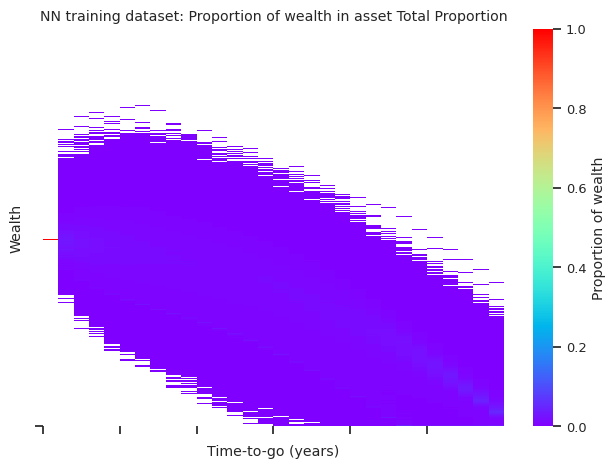 NN training dataset: Proportion of wealth in asset Total Proportion
1.0
0.8
0.6
0.4
0.2
0.0
Proportion of wealth
Wealth
Time-to-go (years)